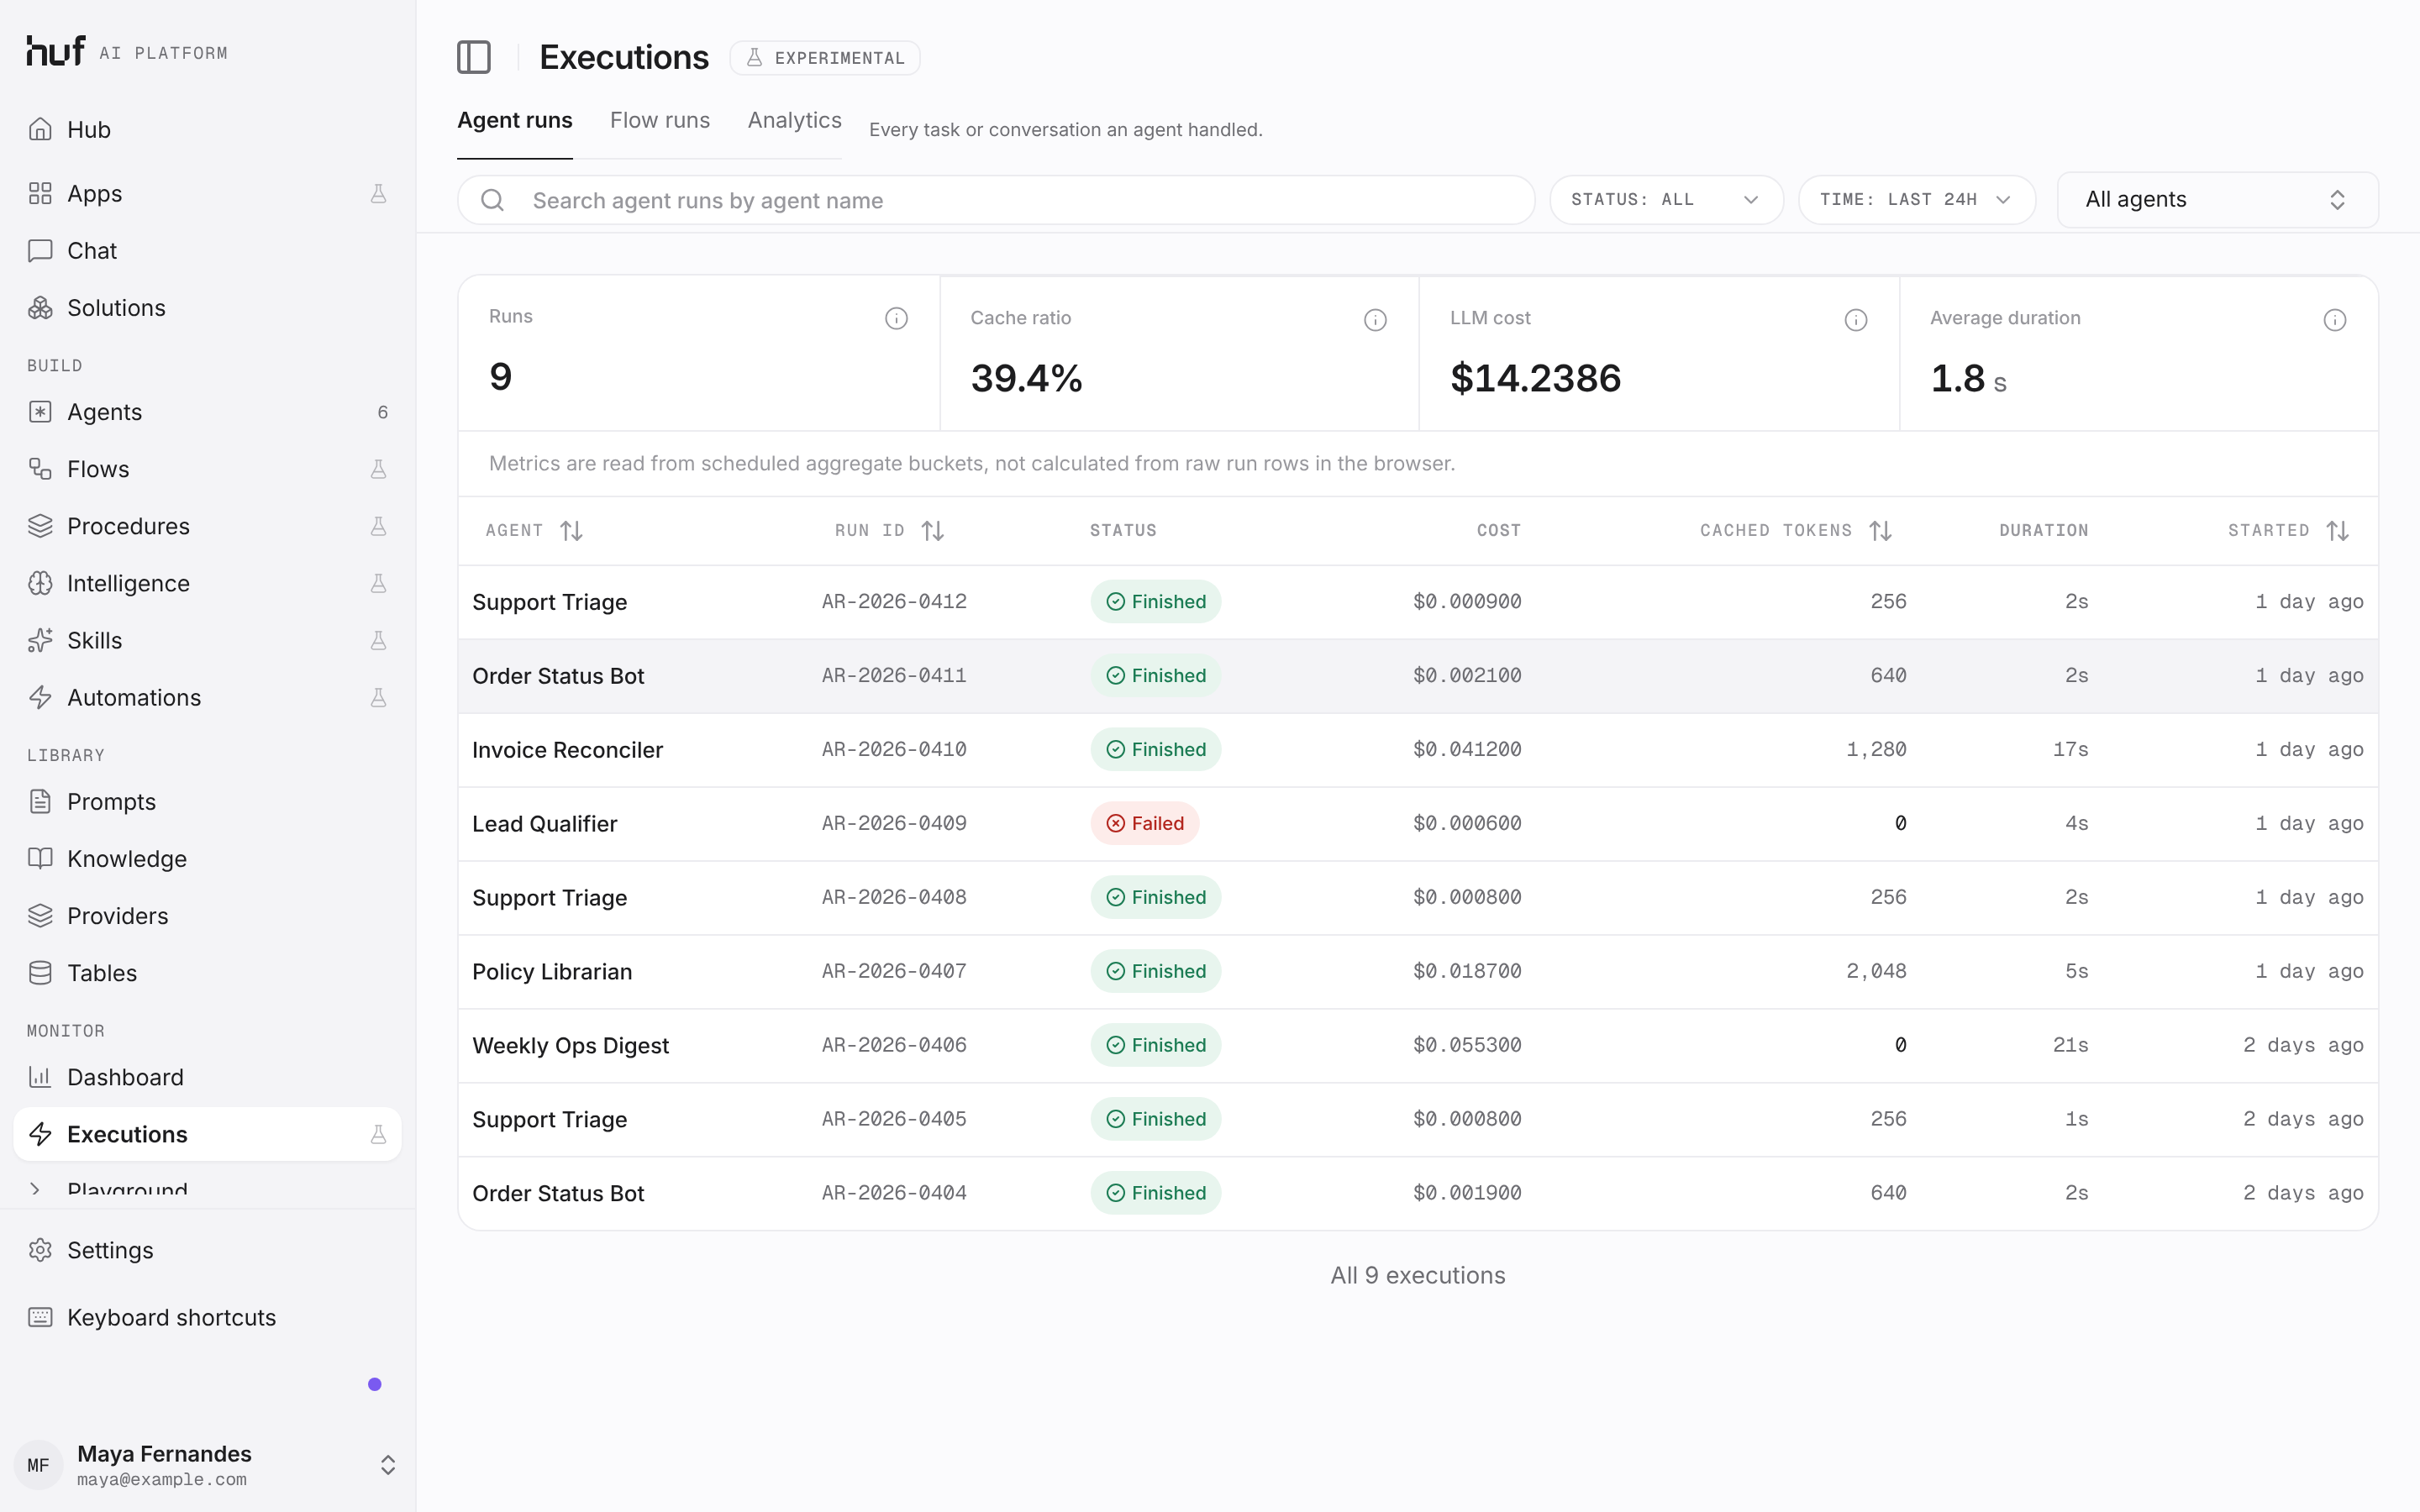 huf AI PLATFORM
Hub
Apps
Chat
Solutions
BUILD
Agents 6
Flows
Procedures
Intelligence
Skills
Automations
LIBRARY
Prompts
Knowledge
Providers
Tables
MONITOR
Dashboard
Executions
Playground
Settings
Keyboard shortcuts
MF Maya Fernandes
maya@example.com
Executions EXPERIMENTAL
Agent runs Flow runs Analytics Every task or conversation an agent handled.
Search agent runs by agent name STATUS: ALL TIME: LAST 24H All agents
Runs Cache ratio LLM cost Average duration
9 39.4% $14.2386 1.8 s
Metrics are read from scheduled aggregate buckets, not calculated from raw run rows in the browser.
AGENT RUN ID STATUS COST CACHED TOKENS DURATION STARTED
Support Triage AR-2026-0412 Finished $0.000900 256 2s 1 day ago
Order Status Bot AR-2026-0411 Finished $0.002100 640 2s 1 day ago
Invoice Reconciler AR-2026-0410 Finished $0.041200 1,280 17s 1 day ago
Lead Qualifier AR-2026-0409 Failed $0.000600 0 4s 1 day ago
Support Triage AR-2026-0408 Finished $0.000800 256 2s 1 day ago
Policy Librarian AR-2026-0407 Finished $0.018700 2,048 5s 1 day ago
Weekly Ops Digest AR-2026-0406 Finished $0.055300 0 21s 2 days ago
Support Triage AR-2026-0405 Finished $0.000800 256 1s 2 days ago
Order Status Bot AR-2026-0404 Finished $0.001900 640 2s 2 days ago
All 9 executions